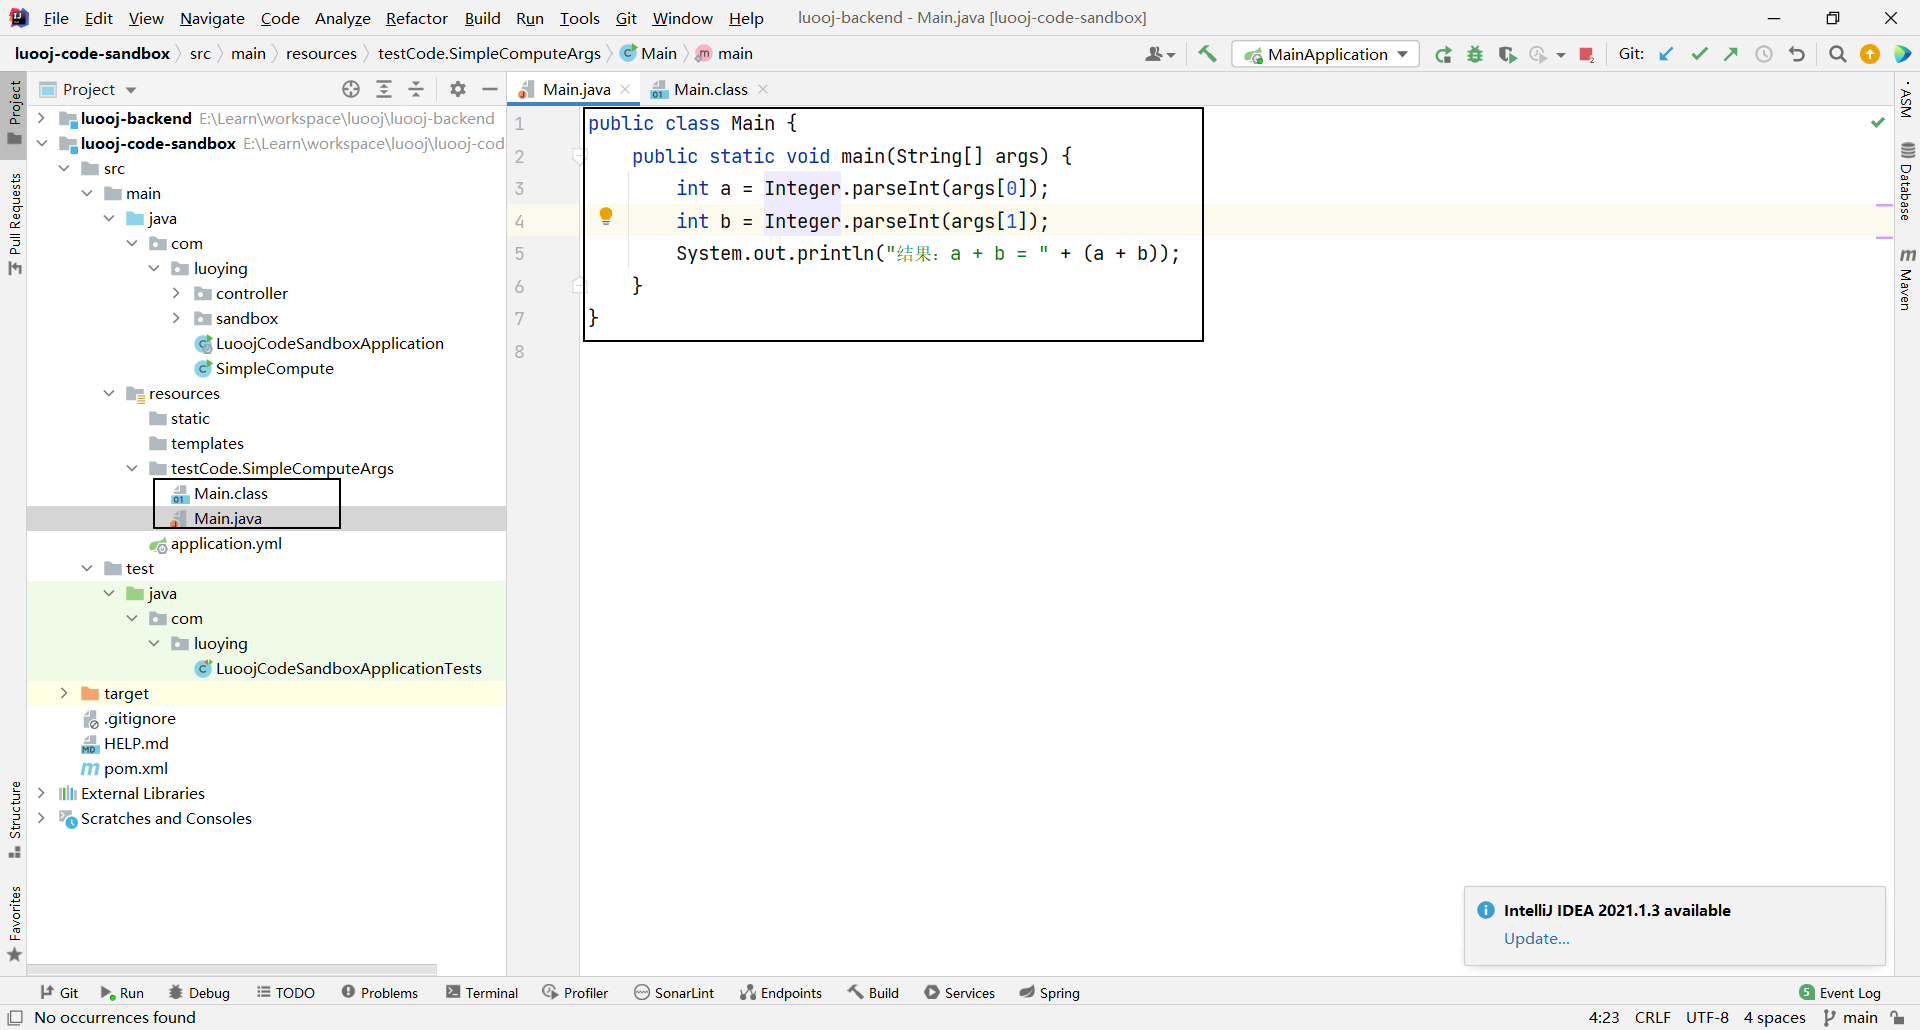 File Edit View Navigate Code Analyze Refactor Build Run Tools Git Window Help luooj-backend - Main.java [luooj-code-sandbox]
luooj-code-sandbox src main resources testCode.SimpleComputeArgs Main main MainApplication Git:
Project
Main.java Main.class
luooj-backend E:\Learn\workspace\luooj\luooj-backend
luooj-code-sandbox E:\Learn\workspace\luooj\luooj-cod
src
main
java
com
luoying
controller
sandbox
LuoojCodeSandboxApplication
SimpleCompute
resources
static
templates
testCode.SimpleComputeArgs
Main.class
Main.java
application.yml
test
java
com
luoying
LuoojCodeSandboxApplicationTests
target
.gitignore
HELP.md
pom.xml
External Libraries
Scratches and Consoles
1 public class Main {
2 public static void main(String[] args) {
3 int a = Integer.parseInt(args[0]);
4 int b = Integer.parseInt(args[1]);
5 System.out.println("结果：a + b = " + (a + b));
6 }
7 }
8
Project
Pull Requests
Structure
Favorites
ASM
Database
Maven
IntelliJ IDEA 2021.1.3 available
Update...
Git Run Debug TODO Problems Terminal Profiler SonarLint Endpoints Build Services Spring 5 Event Log
No occurrences found 4:23 CRLF UTF-8 4 spaces main